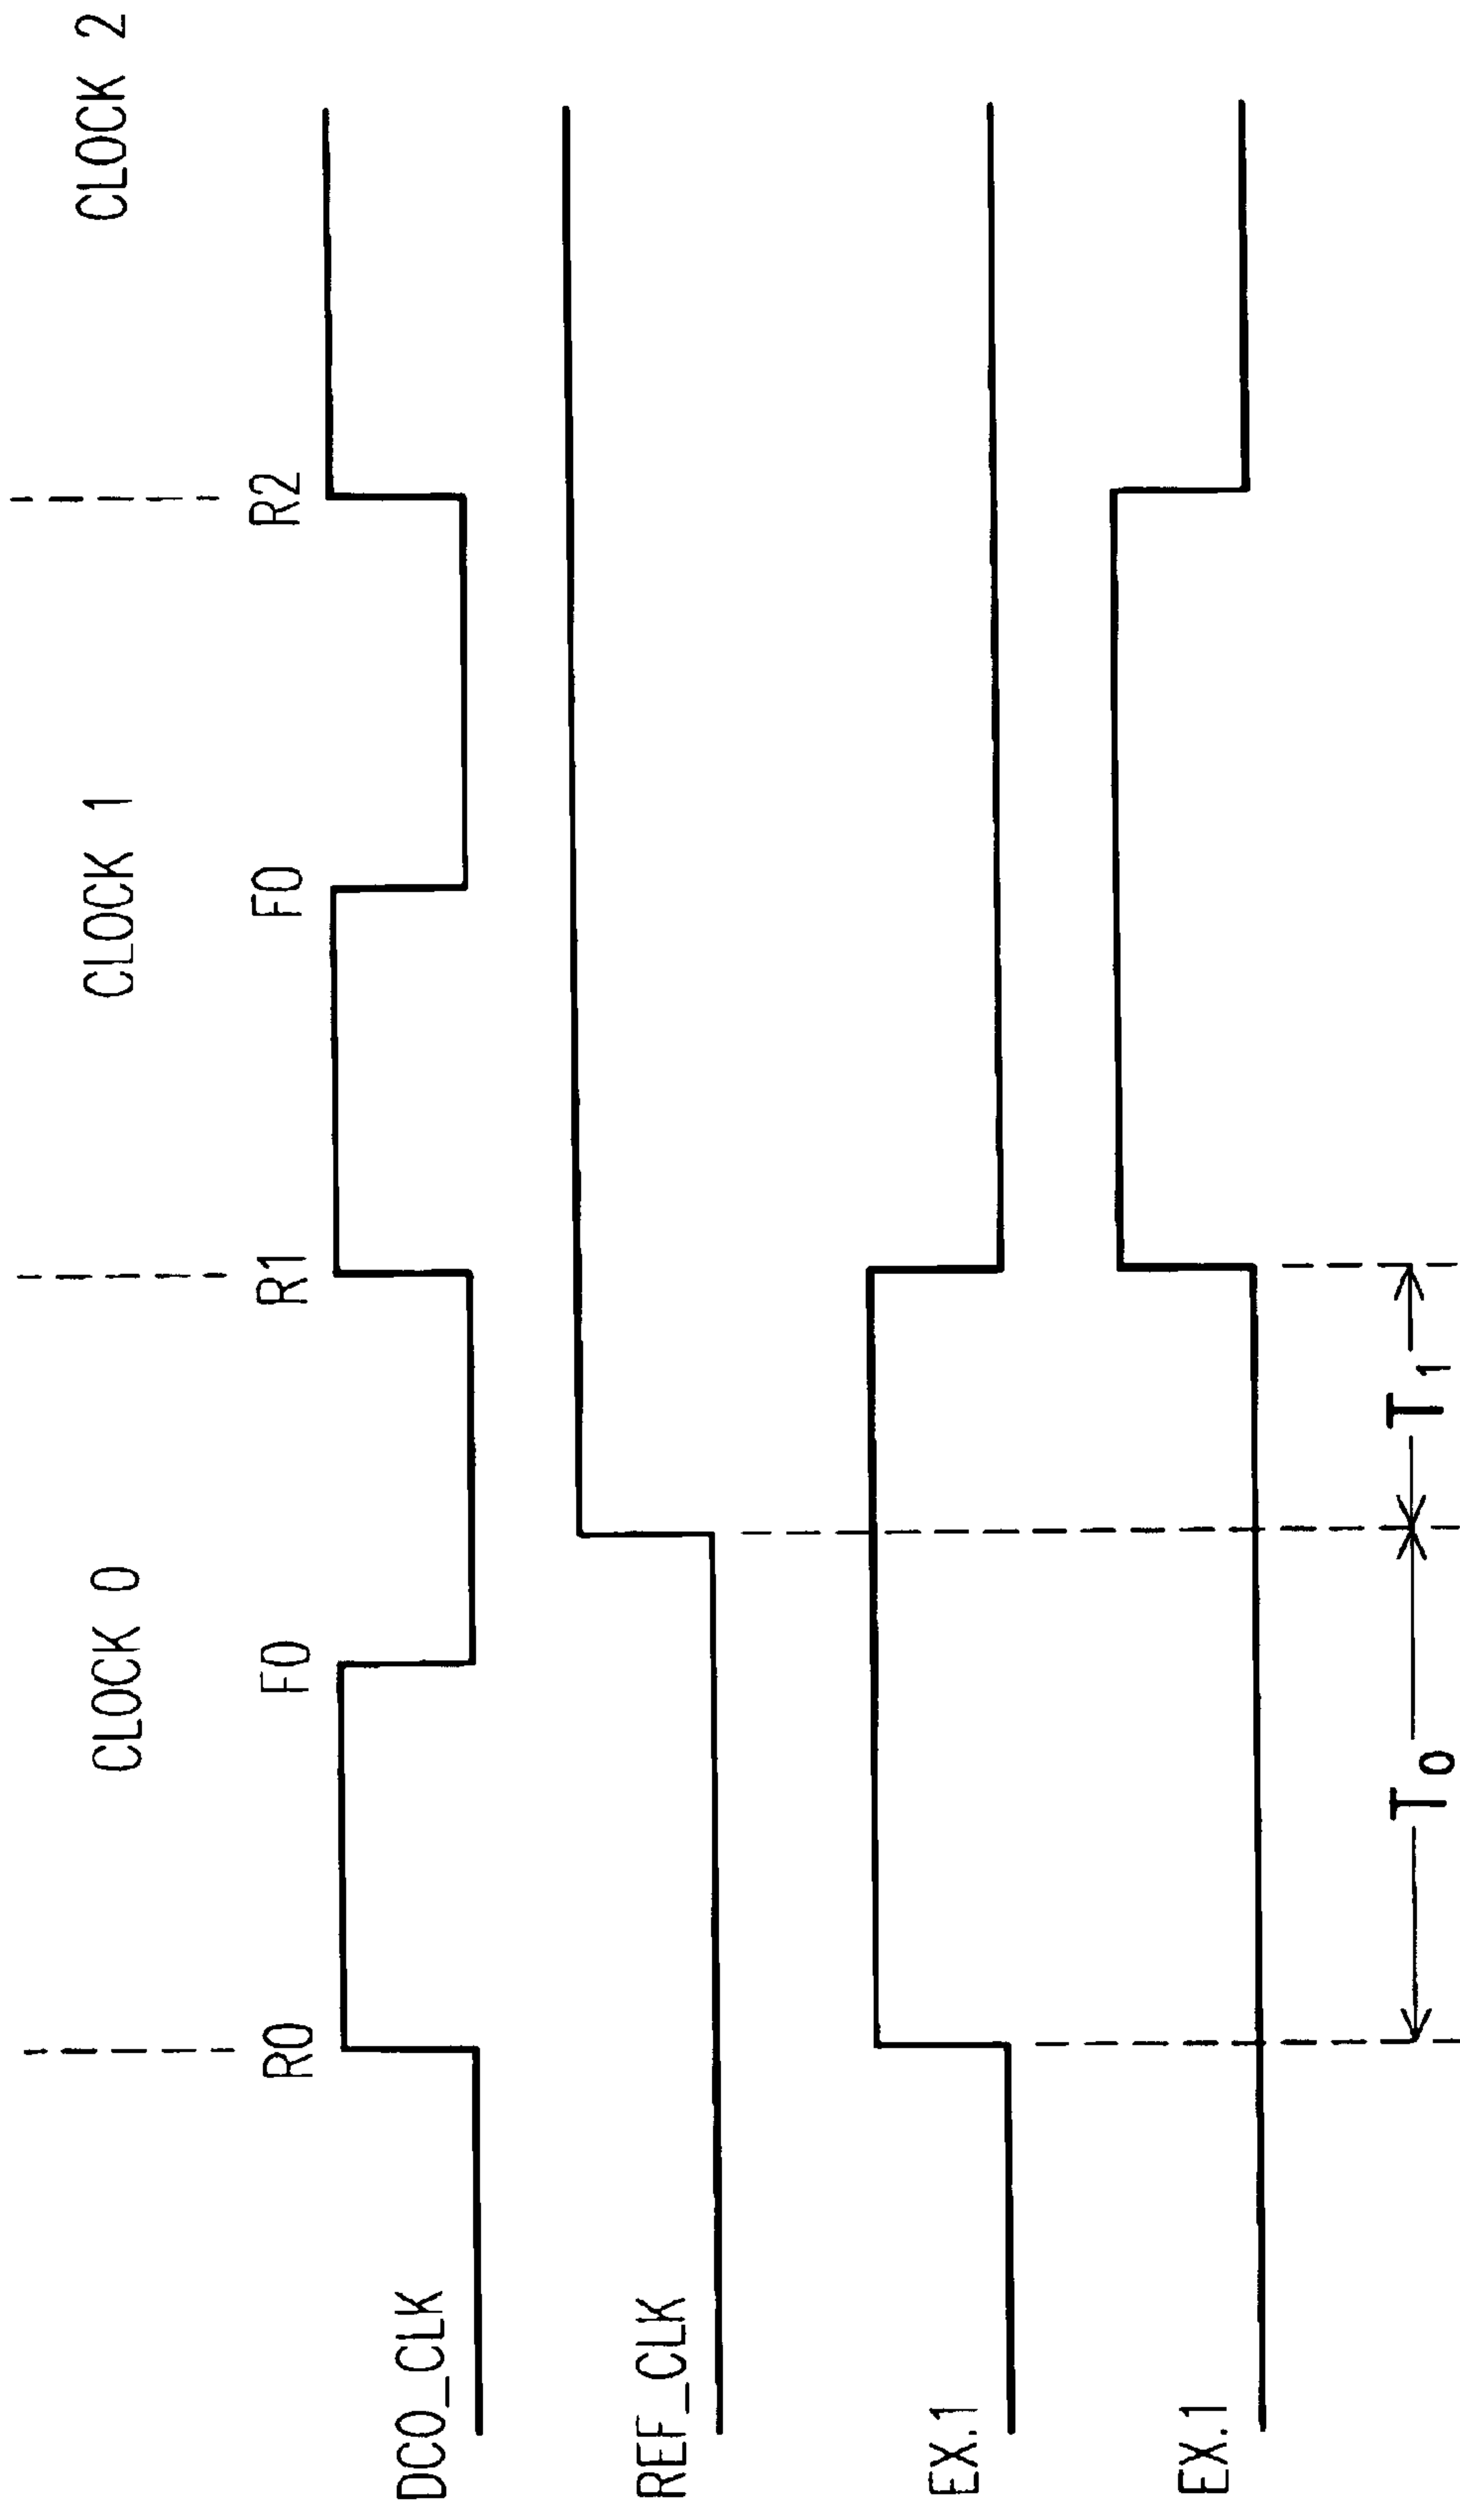 CLOCK 0 CLOCK 1 CLOCK 2
R0 F0 R1 F0 R2
DCO_CLK
REF_CLK
EX.1
EX.1
T0 T1